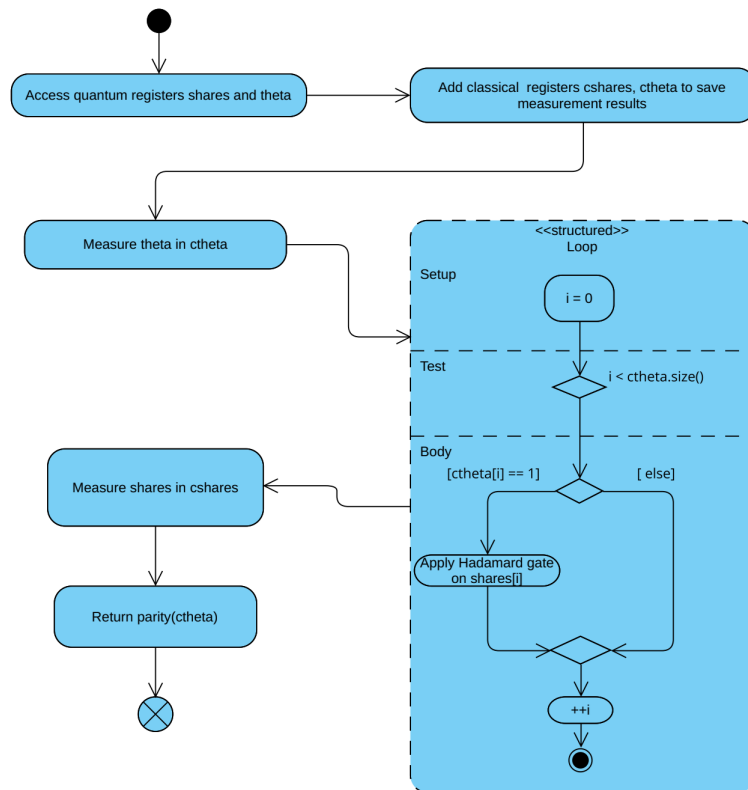 Access quantum registers shares and theta
Add classical registers cshares, ctheta to save
measurement results
Measure theta in ctheta
<<structured>>
Loop
Setup
i = 0
Test
i < ctheta.size()
Body
[ctheta[i] == 1]
[ else]
Apply Hadamard gate
on shares[i]
++i
Measure shares in cshares
Return parity(ctheta)